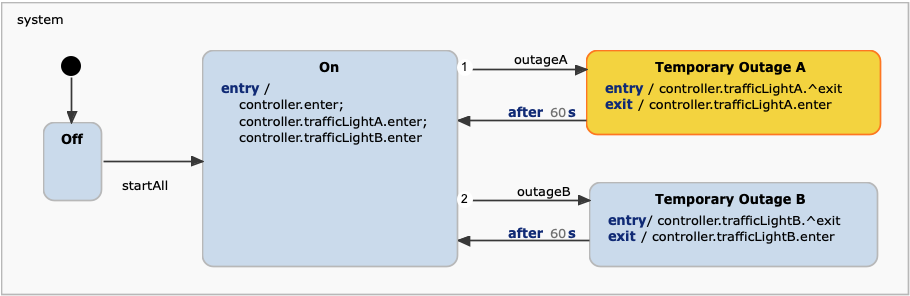 system
On
entry /
controller.enter;
controller.trafficLightA.enter;
controller.trafficLightB.enter
Off
startAll
1
outageA
after 60 s
2
outageB
after 60 s
Temporary Outage A
entry / controller.trafficLightA.^exit
exit / controller.trafficLightA.enter
Temporary Outage B
entry/ controller.trafficLightB.^exit
exit / controller.trafficLightB.enter